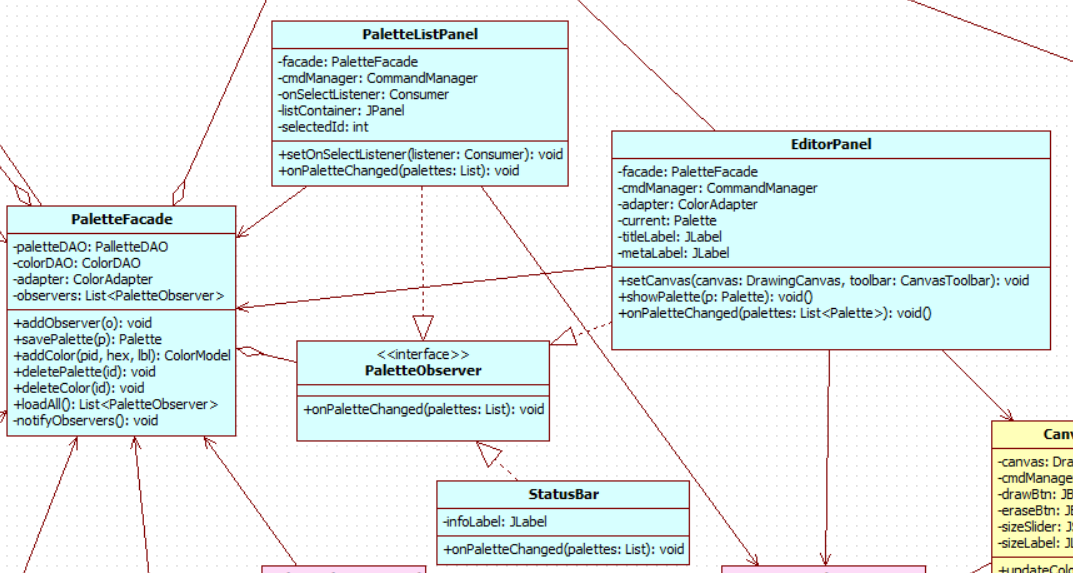 PaletteListPanel
-facade: PaletteFacade
-cmdManager: CommandManager
-onSelectListener: Consumer
-listContainer: JPanel
-selectedId: int
+setOnSelectListener(listener: Consumer): void
+onPaletteChanged(palettes: List): void
EditorPanel
-facade: PaletteFacade
-cmdManager: CommandManager
-adapter: ColorAdapter
-current: Palette
-titleLabel: JLabel
-metaLabel: JLabel
+setCanvas(canvas: DrawingCanvas, toolbar: CanvasToolbar): void
+showPalette(p: Palette): void()
+onPaletteChanged(palettes: List<Palette>): void()
PaletteFacade
-paletteDAO: PalletteDAO
-colorDAO: ColorDAO
-adapter: ColorAdapter
-observers: List<PaletteObserver>
+addObserver(o): void
+savePalette(p): Palette
+addColor(pid, hex, lbl): ColorModel
+deletePalette(id): void
+deleteColor(id): void
+loadAll(): List<PaletteObserver>
-notifyObservers(): void
<<interface>>
PaletteObserver
+onPaletteChanged(palettes: List): void
StatusBar
-infoLabel: JLabel
+onPaletteChanged(palettes: List): void
Canv
-canvas: Dra
-cmdManage
-drawBtn: JB
-eraseBtn: JB
-sizeSlider: JS
-sizeLabel: JL
+updateColo